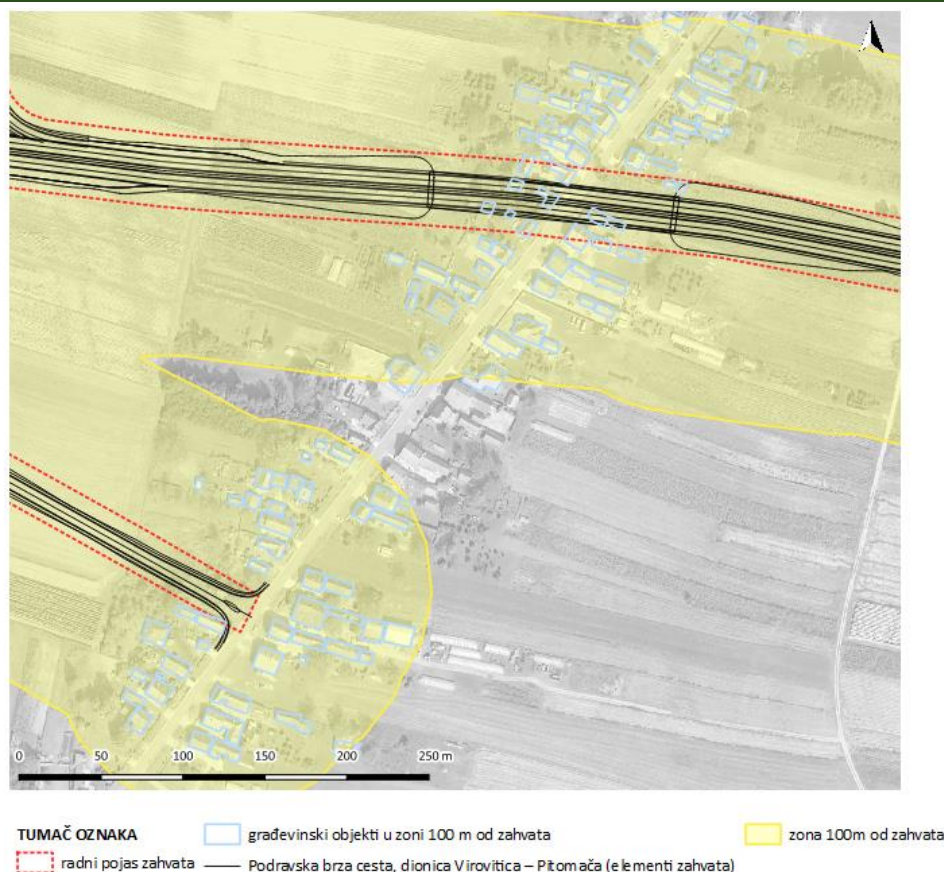 0 50 100 150 200 250 m
TUMAČ OZNAKA
građevinski objekti u zoni 100 m od zahvata
zona 100m od zahvata
radni pojas zahvata
Podravska brza cesta, dionica Virovitica – Pitomača (elementi zahvata)